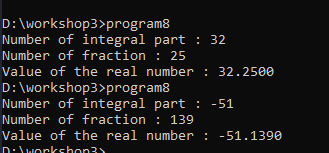 D:\workshop3>program8
Number of integral part : 32
Number of fraction : 25
Value of the real number : 32.2500
D:\workshop3>program8
Number of integral part : -51
Number of fraction : 139
Value of the real number : -51.1390
D:\workshop3>